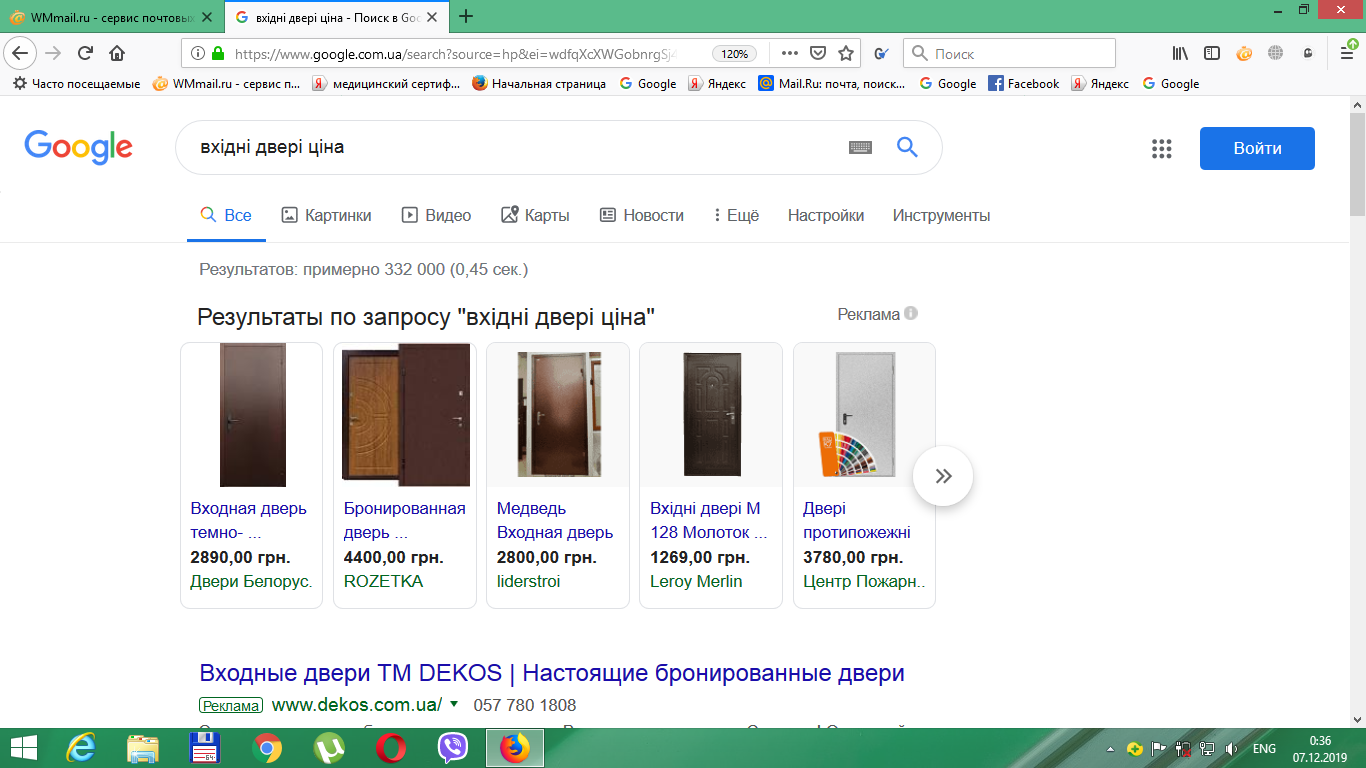 WMmail.ru - сервис почтовых
вхідні двері ціна - Поиск в Goo
https://www.google.com.ua/search?source=hp&ei=wdfqXcXWGobnrgSj4
120%
Поиск
Часто посещаемые
WMmail.ru - сервис п...
медицинский сертиф...
Начальная страница
Google
Яндекс
Mail.Ru: почта, поиск...
Google
Facebook
Яндекс
Google
Google
вхідні двері ціна
Войти
Все
Картинки
Видео
Карты
Новости
Ещё
Настройки
Инструменты
Результатов: примерно 332 000 (0,45 сек.)
Результаты по запросу "вхідні двері ціна"
Реклама
Входная дверь
темно- ...
2890,00 грн.
Двери Белорус.
Бронированная
дверь ...
4400,00 грн.
ROZETKA
Медведь
Входная дверь
2800,00 грн.
liderstroi
Вхідні двері М
128 Молоток ...
1269,00 грн.
Leroy Merlin
Двері
протипожежні
3780,00 грн.
Центр Пожарн..
Входные двери ТМ DEKOS | Настоящие бронированные двери
Реклама www.dekos.com.ua/ 057 780 1808
ENG
0:36
07.12.2019